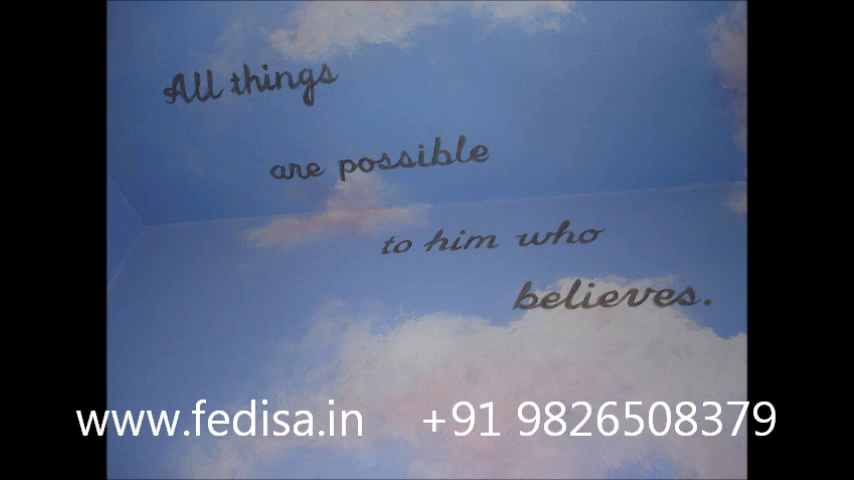 All things
are possible
to him who
believes.
www.fedisa.in +91 9826508379